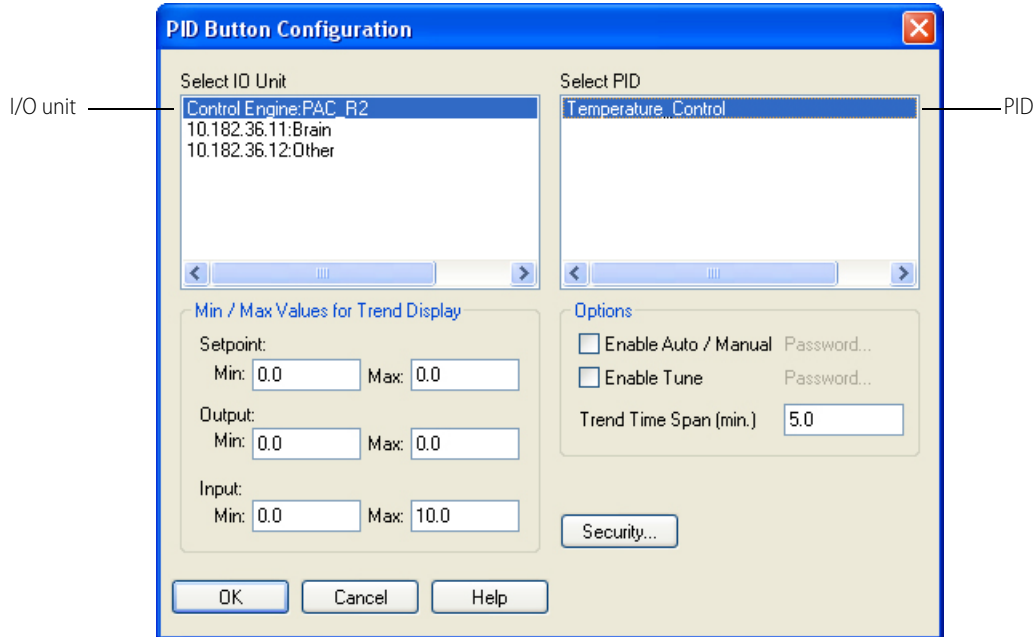 PID Button Configuration
Select IO Unit
Select PID
I/O unit
Control Engine:PAC_R2
10.182.36.11:Brain
10.182.36.12:Other
Temperature_Control
PID
Min / Max Values for Trend Display
Setpoint:
Min: 0.0 Max: 0.0
Output:
Min: 0.0 Max: 0.0
Input:
Min: 0.0 Max: 10.0
Options
Enable Auto / Manual Password...
Enable Tune Password...
Trend Time Span (min.) 5.0
Security...
OK Cancel Help